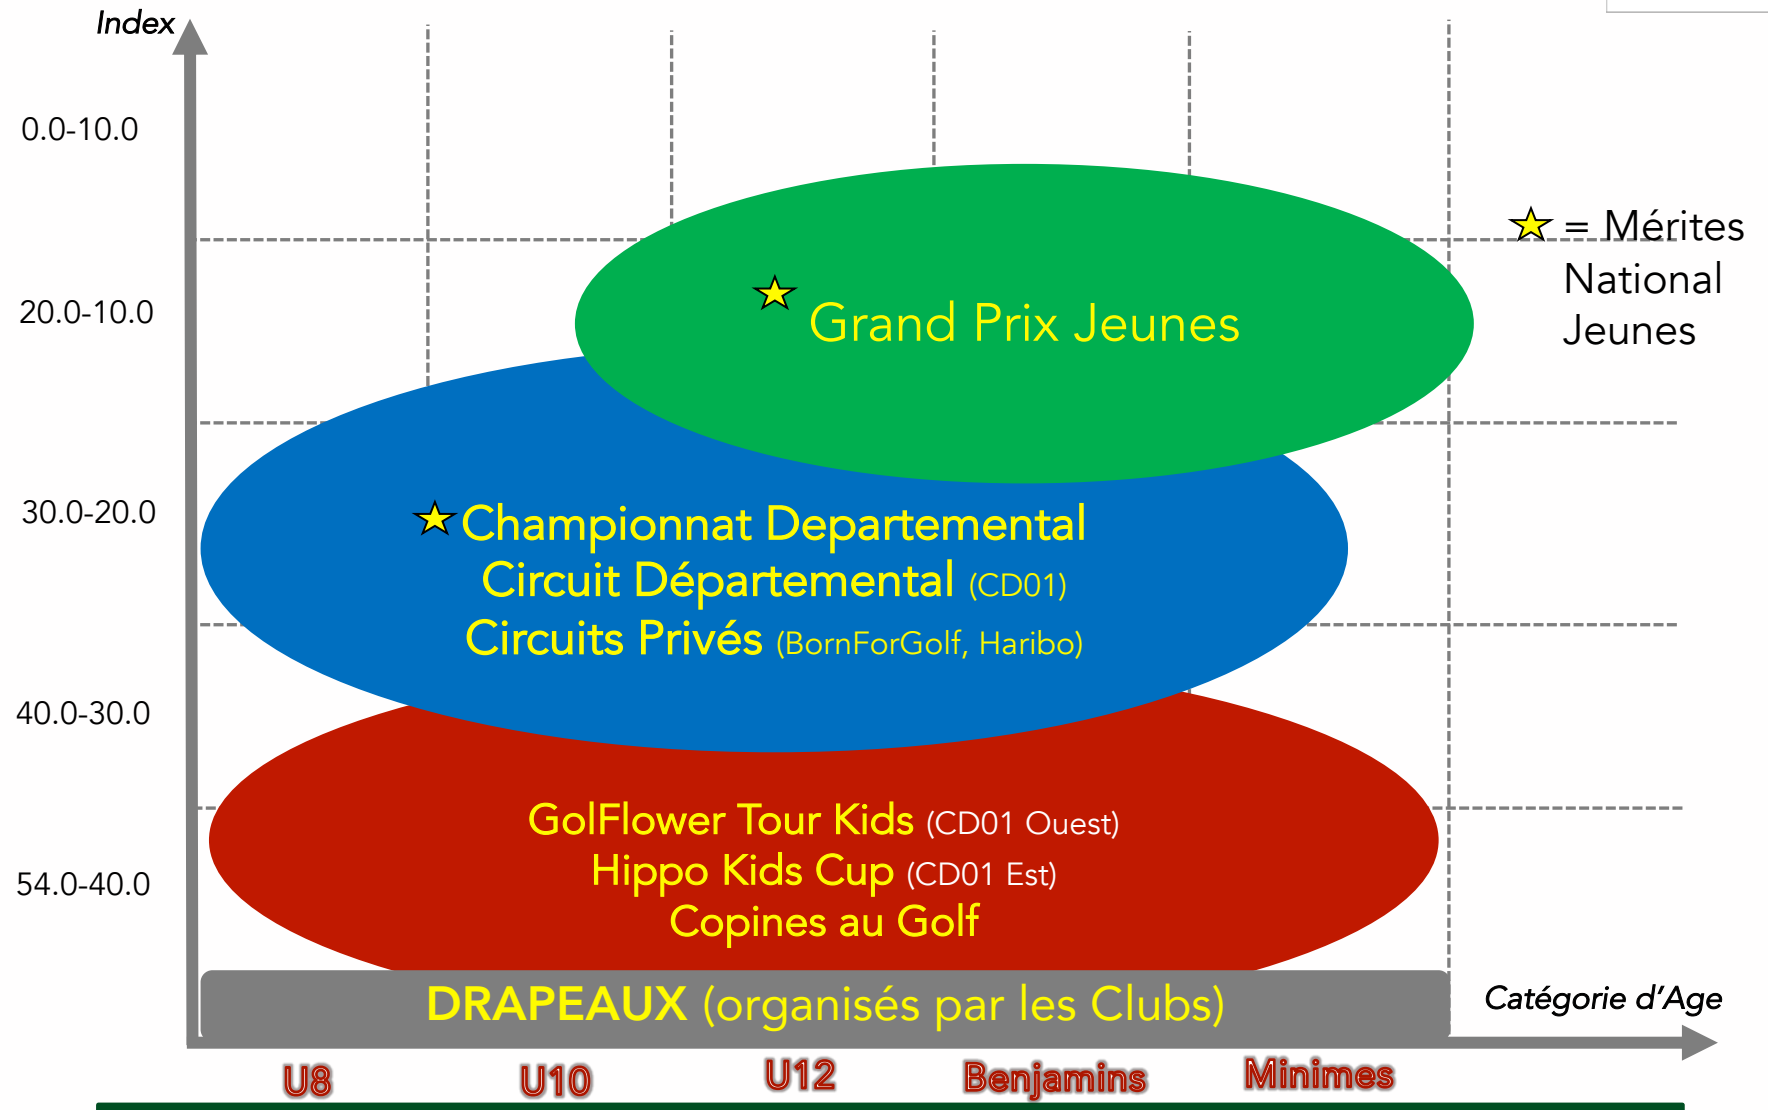 Index
0.0-10.0
= Mérites
National
Jeunes
20.0-10.0
Grand Prix Jeunes
30.0-20.0
Championnat Departemental
Circuit Départemental (CD01)
Circuits Privés (BornForGolf, Haribo)
40.0-30.0
GolFlower Tour Kids (CD01 Ouest)
Hippo Kids Cup (CD01 Est)
54.0-40.0
Copines au Golf
DRAPEAUX (organisés par les Clubs)
Catégorie d'Age
U8 U10 U12 Benjamins Minimes